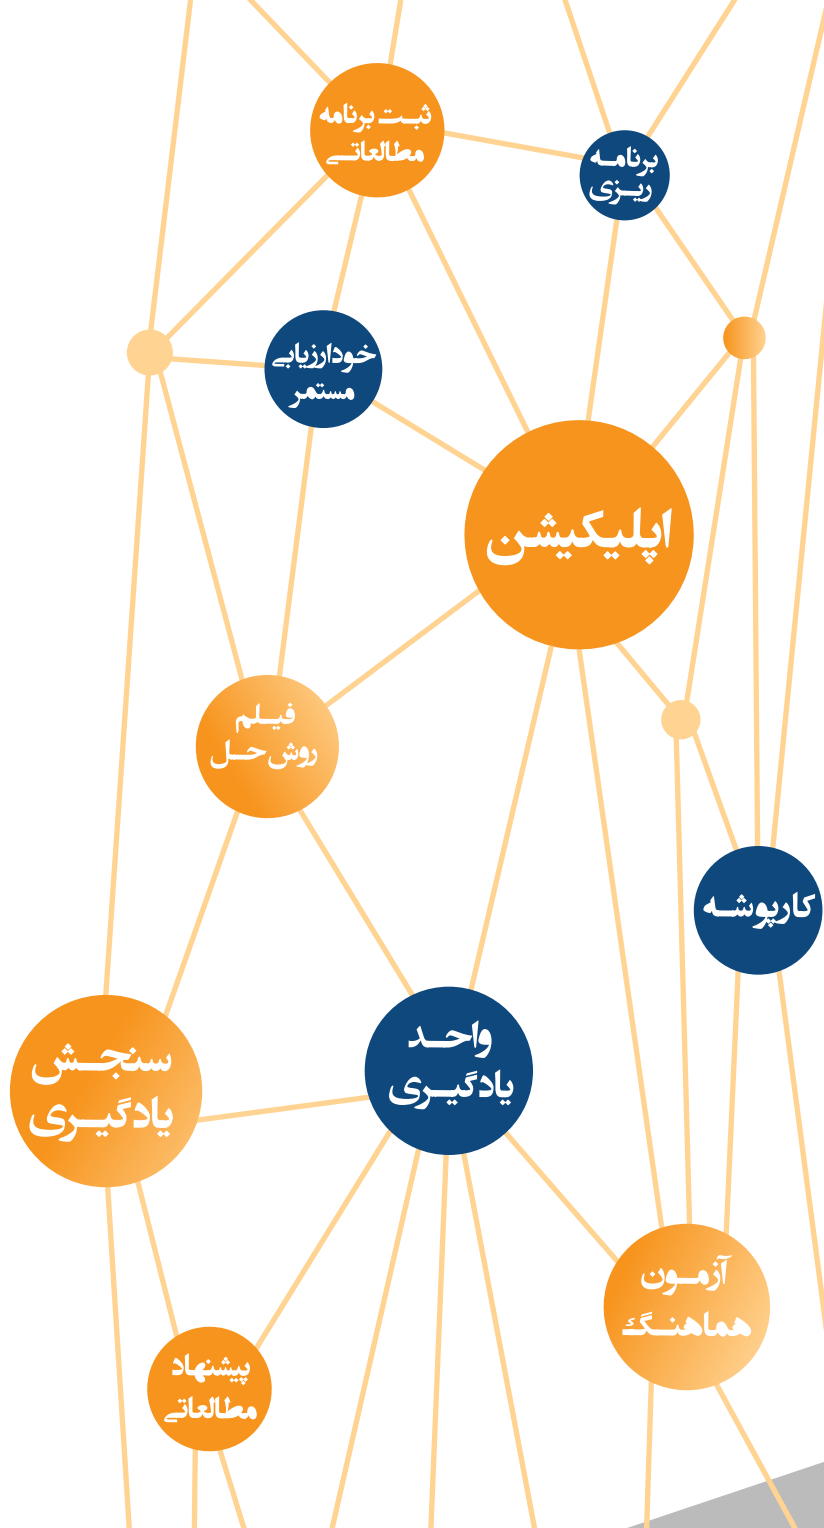 ثبت برنامه
مطالعاتی
برنامه
ریزی
خودارزیابی
مستمر
اپلیکیشن
فیلم
روش حل
کارپوشه
واحد
یادگیری
سنجش
یادگیری
آزمون
هماهنگ
پیشنهاد
مطالعاتی